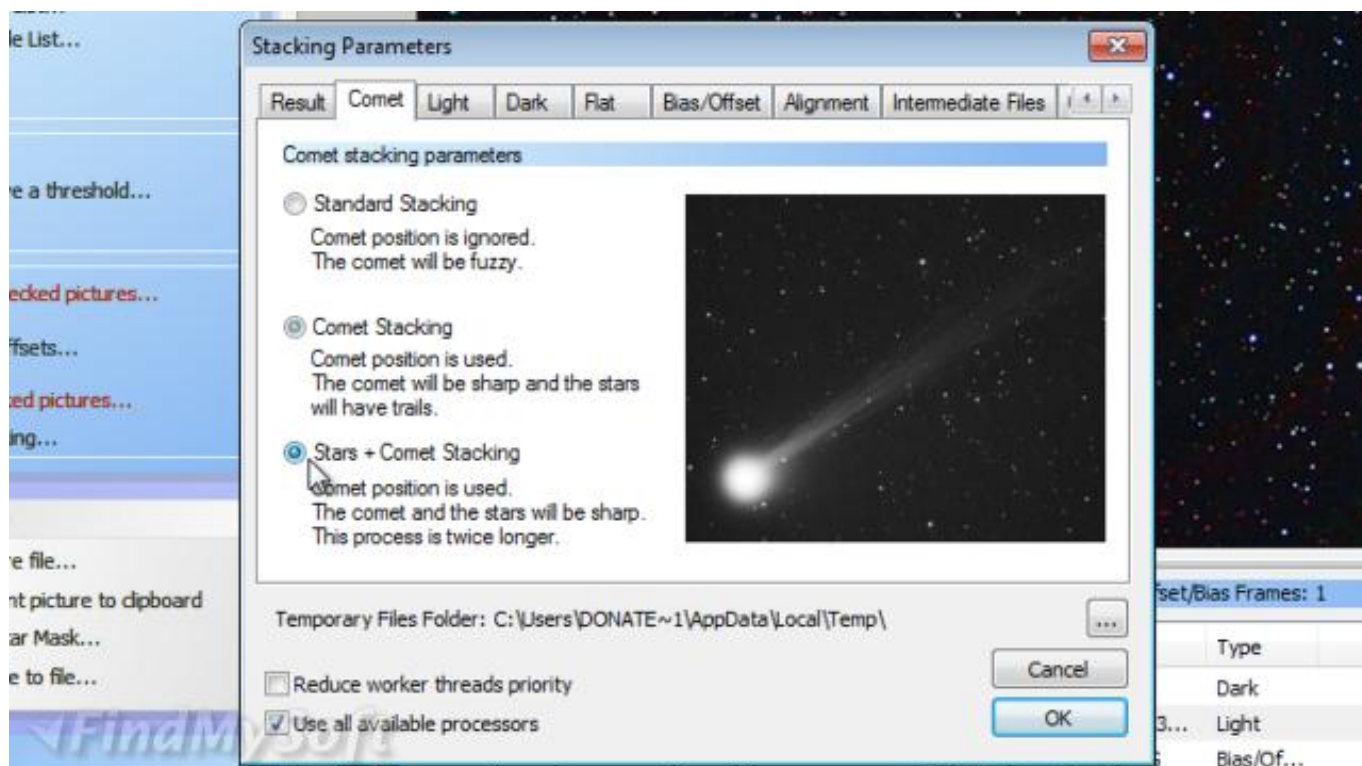 e List...
Stacking Parameters
Result Comet Light Dark Flat Bias/Offset Alignment Intermediate Files
Comet stacking parameters
e a threshold...
Standard Stacking
Comet position is ignored.
The comet will be fuzzy.
ecked pictures...
Comet Stacking
ffsets...
Comet position is used.
The comet will be sharp and the stars
will have trails.
ked pictures...
ing...
Stars + Comet Stacking
Comet position is used.
The comet and the stars will be sharp.
This process is twice longer.
e file...
nt picture to clipboard
set/Bias Frames: 1
Temporary Files Folder: C:\Users\DONATE~1\AppData\Local\Temp\
...
ar Mask...
Type
e to file...
Cancel
Reduce worker threads priority
Dark
Use all available processors
OK
3... Light
Bias/Of...
FindMySoft